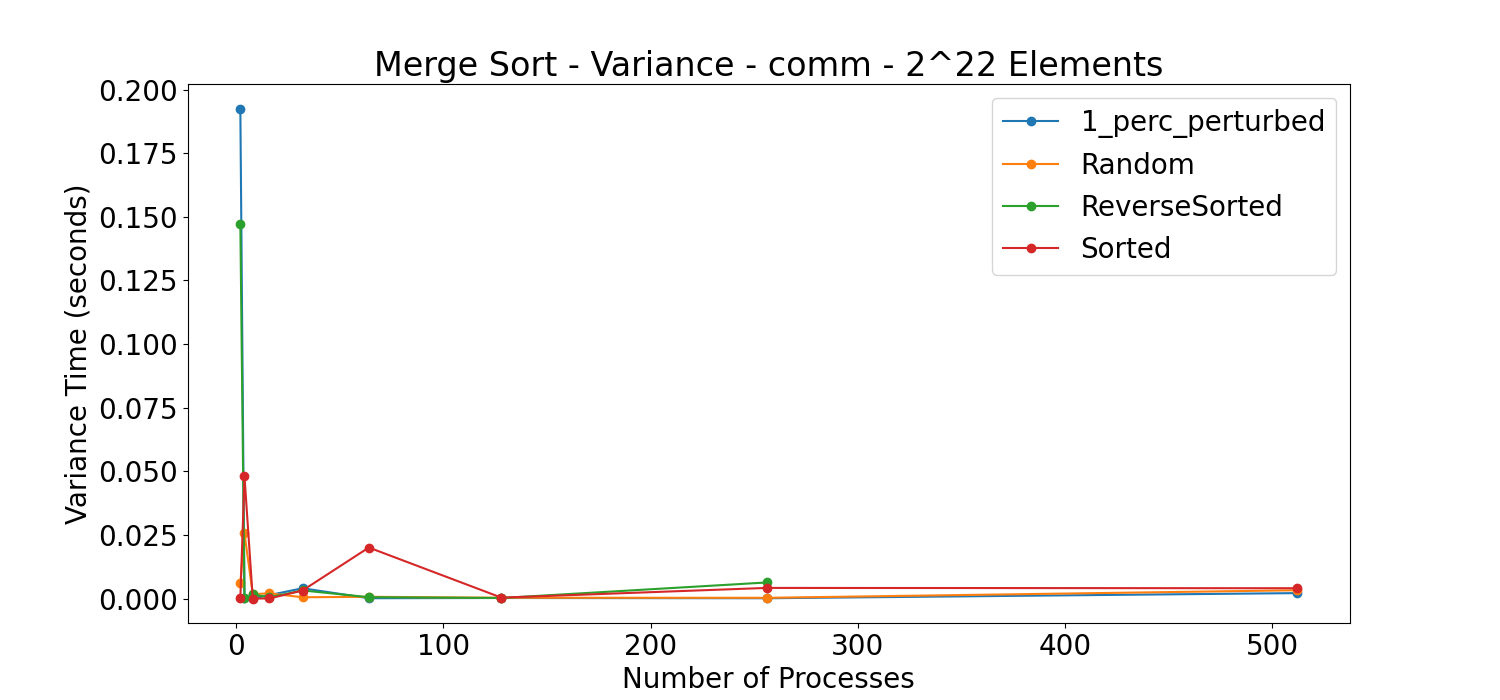 Merge Sort - Variance - comm - 2^22 Elements
0.200
0.175
0.150
0.125
0.100
0.075
0.050
0.025
0.000
Variance Time (seconds)
1_perc_perturbed
Random
ReverseSorted
Sorted
0 100 200 300 400 500
Number of Processes